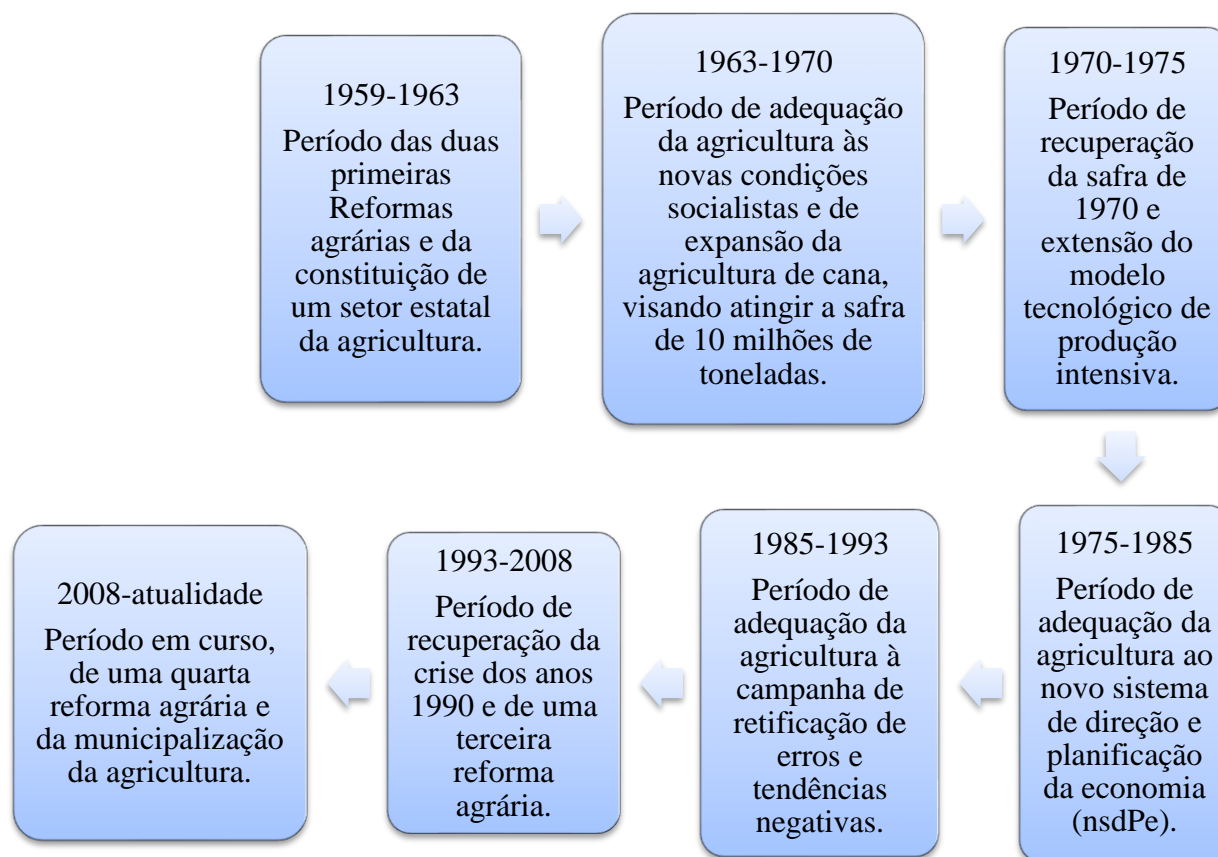 1959-1963
Período das duas
primeiras
Reformas
agrárias e da
constituição de
um setor estatal
da agricultura.
1963-1970
Período de adequação
da agricultura às
novas condições
socialistas e de
expansão da
agricultura de cana,
visando atingir a safra
de 10 milhões de
toneladas.
1970-1975
Período de
recuperação
da safra de
1970 e
extensão do
modelo
tecnológico de
produção
intensiva.
1975-1985
Período de
adequação da
agricultura ao
novo sistema
de direção e
planificação
da economia
(nsdPe).
1985-1993
Período de
adequação da
agricultura à
campanha de
retificação de
erros e
tendências
negativas.
1993-2008
Período de
recuperação da
crise dos anos
1990 e de uma
terceira
reforma
agrária.
2008-atualidade
Período em curso,
de uma quarta
reforma agrária e
da municipalização
da agricultura.